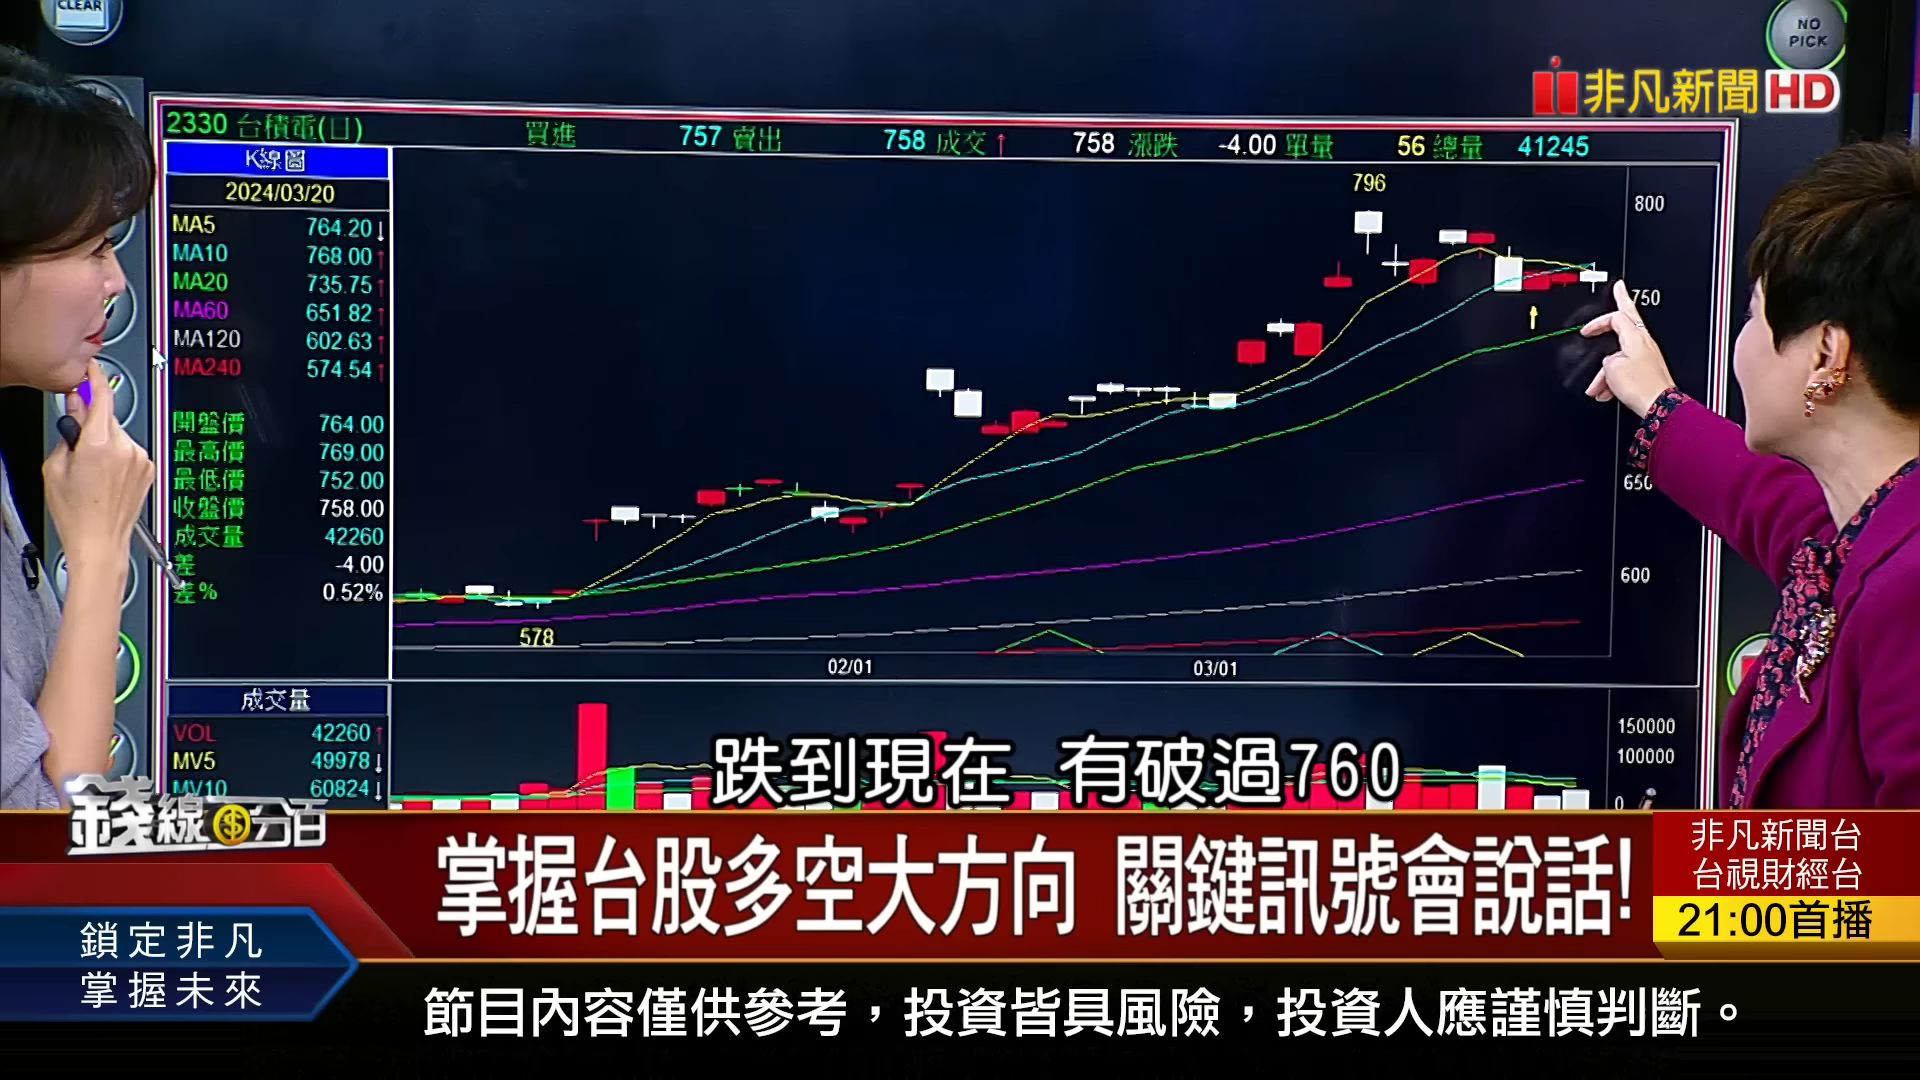 CLEAR
NO
PICK
非凡新聞HD
2330 台積電(日) 買進 757 賣出 758 成交↑ 758 漲跌 -4.00 單量 56 總量 41245
K線圖
2024/03/20
MA5 764.20↓
MA10 768.00↑
MA20 735.75↑
MA60 651.82↑
MA120 602.63↑
MA240 574.54↑
開盤價 764.00
最高價 769.00
最低價 752.00
收盤價 758.00
成交量 42260
差 -4.00
差% 0.52%
796
578
800
750
650
600
02/01 03/01
成交量
VOL 42260↑
MV5 49978↓
MV10 60824↓
150000
100000
0
跌到現在 有破過760
錢線百分百
掌握台股多空大方向 關鍵訊號會說話!
非凡新聞台
台視財經台
21:00首播
鎖定非凡
掌握未來
節目內容僅供參考，投資皆具風險，投資人應謹慎判斷。